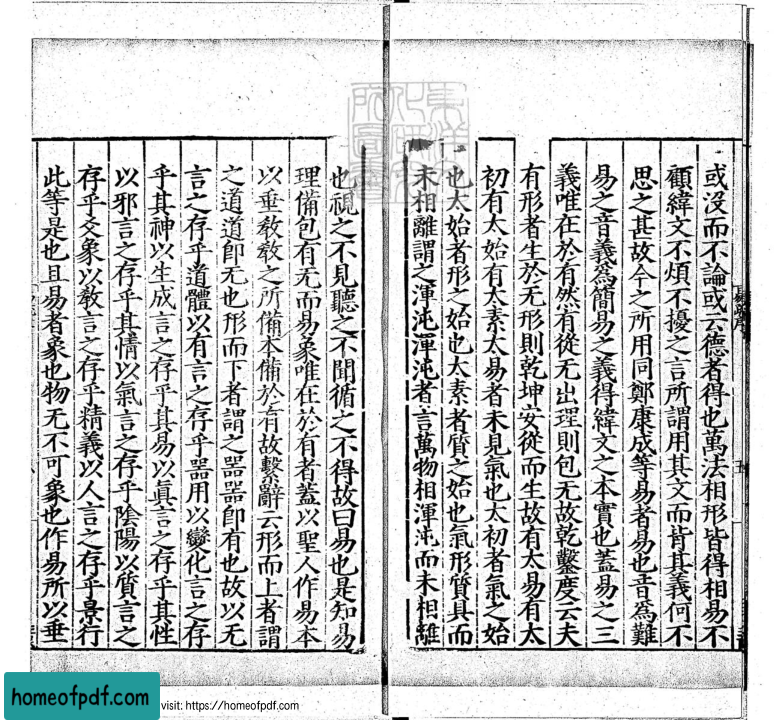 或没而不論或云德者得也萬法相形皆得相易不
顧緯文不煩不擾之言所謂用其文而背其義何不
思之甚故今之所用同鄭康成等易者易也音爲難
易之音義爲簡易之義得緯文之本實也蓋易之三
義唯在於有然有從无出理則包无故乾鑿度云夫
有形者生於无形則乾坤安從而生故有太易有太
初有太始有太素太易者未見氣也太初者氣之始
也太始者形之始也太素者質之始也氣形質具而
未相離謂之渾沌渾沌者言萬物相渾沌而未相離
也視之不見聽之不聞循之不得故曰易也是知易
理備包有无而易象唯在於有者蓋以聖人作易本
以垂教教之所備本備於有故繫辭云形而上者謂
之道道卽无也形而下者謂之器器卽有也故以无
言之存乎道體以有言之存乎器用以變化言之存
乎其神以生成言之存乎其易以眞言之存乎其性
以邪言之存乎其情以氣言之存乎陰陽以質言之
存乎爻象以教言之存乎精義以人言之存乎景行
此等是也且易者象也物无不可象也作易所以垂
homeofpdf.com
visit: https://homeofpdf.com